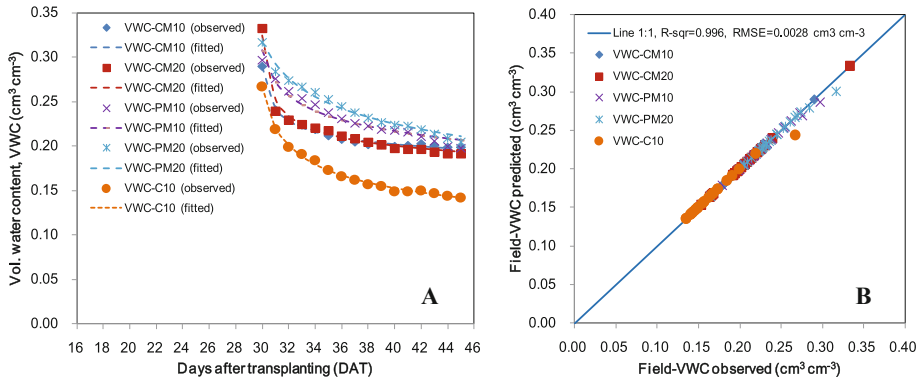 0.35
0.30
0.25
0.20
0.15
0.10
0.05
0.00
Vol. water content, VWC (cm³ cm-³)
VWC-CM10 (observed)
VWC-CM10 (fitted)
VWC-CM20 (observed)
VWC-CM20 (fitted)
VWC-PM10 (observed)
VWC-PM10 (fitted)
VWC-PM20 (observed)
VWC-PM20 (fitted)
VWC-C10 (observed)
VWC-C10 (fitted)
A
16 18 20 22 24 26 28 30 32 34 36 38 40 42 44 46
Days after transplanting (DAT)
0.40
0.35
0.30
0.25
0.20
0.15
0.10
0.05
0.00
Field-VWC predicted (cm³ cm-³)
Line 1:1, R-sqr=0.996, RMSE=0.0028 cm3 cm-3
VWC-CM10
VWC-CM20
VWC-PM10
VWC-PM20
VWC-C10
B
0.00 0.05 0.10 0.15 0.20 0.25 0.30 0.35 0.40
Field-VWC observed (cm³ cm-³)